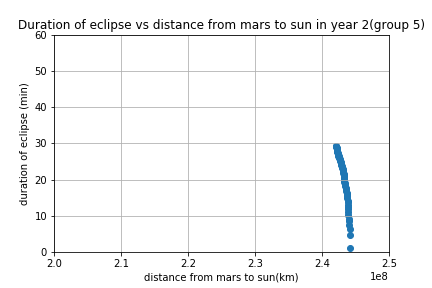 Duration of eclipse vs distance from mars to sun in year 2(group 5)
60
50
40
30
20
10
0
duration of eclipse (min)
2.0 2.1 2.2 2.3 2.4 2.5
1e8
distance from mars to sun(km)